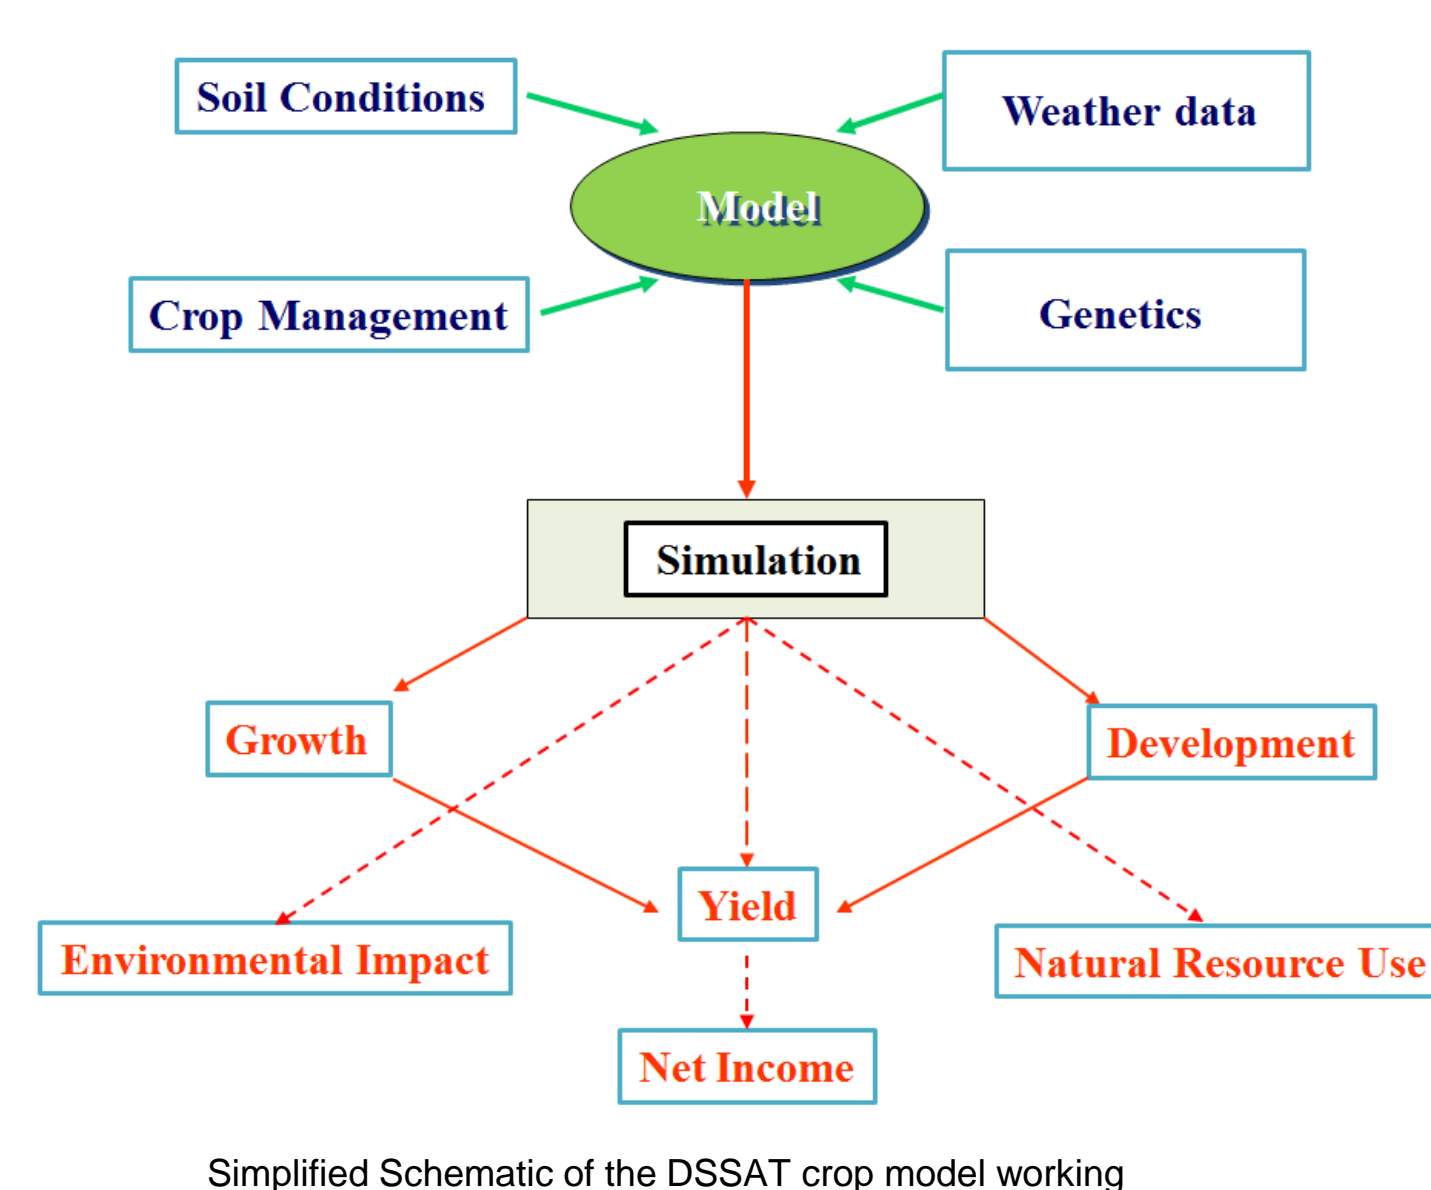 Soil Conditions
Weather data
Model
Crop Management
Genetics
Simulation
Growth
Development
Yield
Environmental Impact
Natural Resource Use
Net Income
Simplified Schematic of the DSSAT crop model working